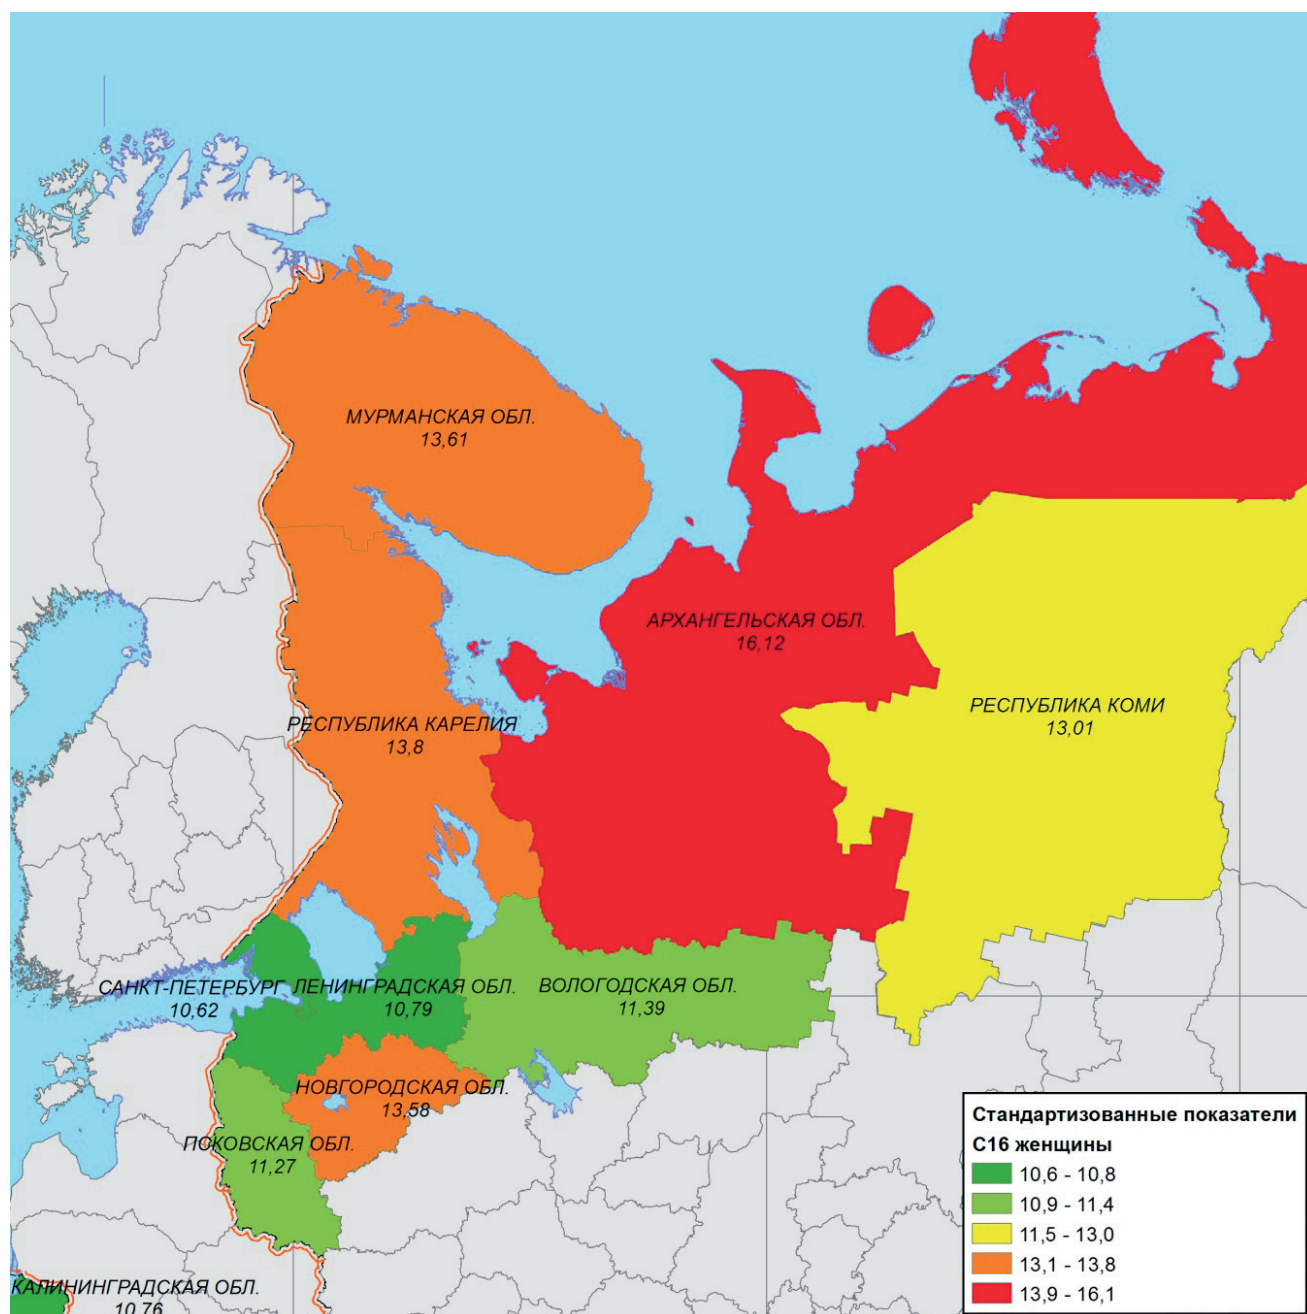 МУРМАНСКАЯ ОБЛ.
13,61
АРХАНГЕЛЬСКАЯ ОБЛ.
16,12
РЕСПУБЛИКА КАРЕЛИЯ
13,8
РЕСПУБЛИКА КОМИ
13,01
САНКТ-ПЕТЕРБУРГ
10,62
ЛЕНИНГРАДСКАЯ ОБЛ.
10,79
ВОЛОГОДСКАЯ ОБЛ.
11,39
НОВГОРОДСКАЯ ОБЛ.
13,58
ПСКОВСКАЯ ОБЛ.
11,27
КАЛИНИНГРАДСКАЯ ОБЛ.
10,76
Стандартизованные показатели
С16 женщины
10,6 - 10,8
10,9 - 11,4
11,5 - 13,0
13,1 - 13,8
13,9 - 16,1